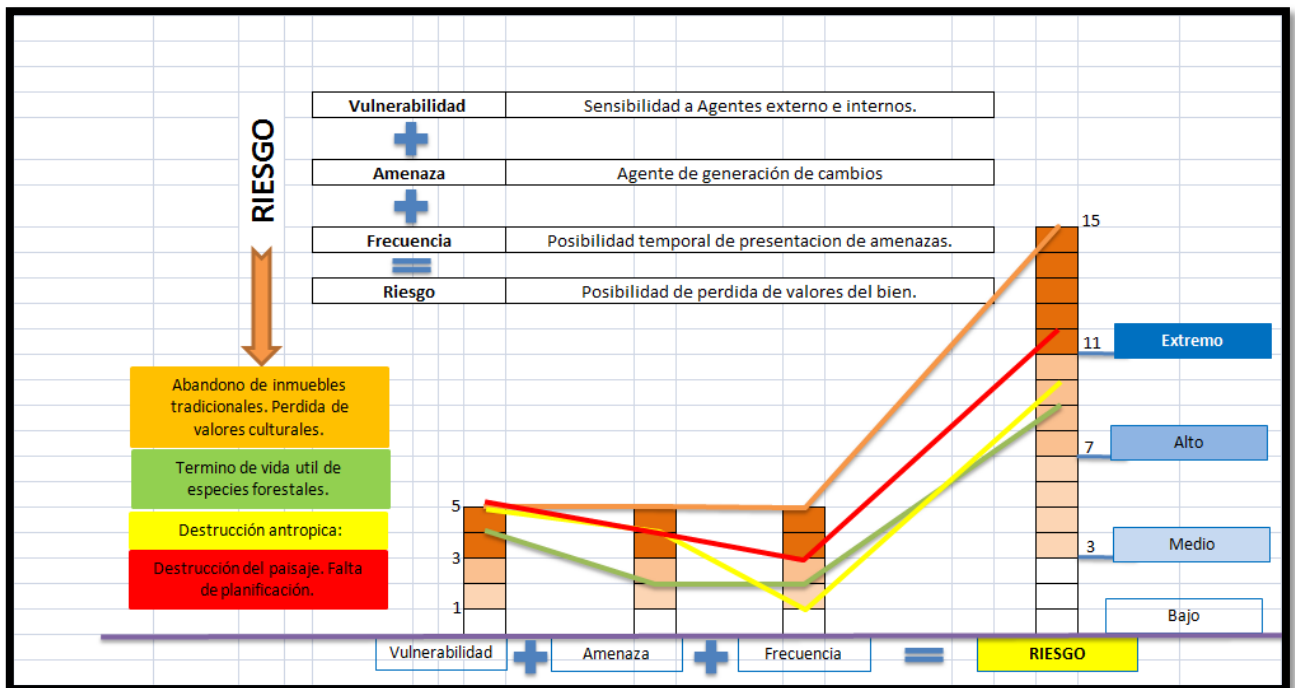 RIESGO
Vulnerabilidad
Sensibilidad a Agentes externo e internos.
Amenaza
Agente de generación de cambios
Frecuencia
Posibilidad temporal de presentacion de amenazas.
Riesgo
Posibilidad de perdida de valores del bien.
Abandono de inmuebles
tradicionales. Perdida de
valores culturales.
Termino de vida util de
especies forestales.
Destrucción antropica:
Destrucción del paisaje. Falta
de planificación.
5
3
1
15
11
Extremo
7
Alto
3
Medio
Bajo
Vulnerabilidad
Amenaza
Frecuencia
RIESGO